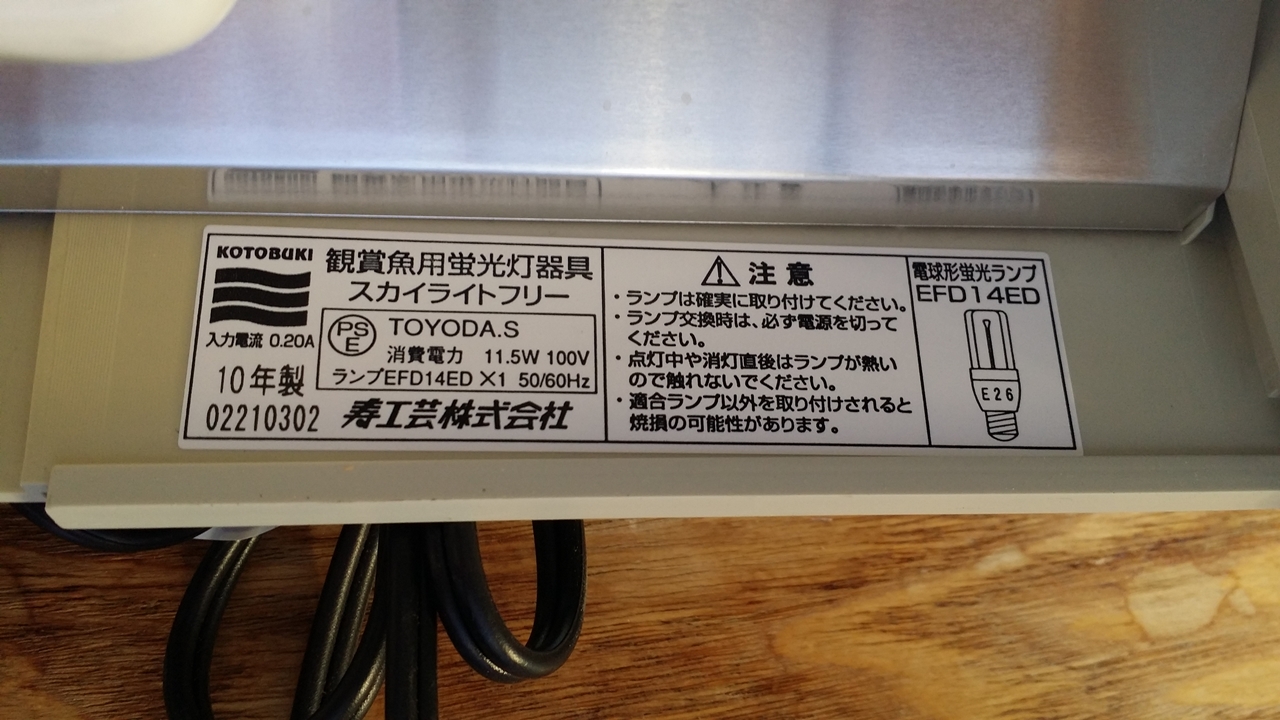 KOTOBUKI
観賞魚用蛍光灯器具
スカイライトフリー
入力電流 0.20A
10年製
02210302
PSE
TOYODA.S
消費電力 11.5W 100V
ランプEFD14ED ×1 50/60Hz
寿工芸株式会社
注意
・ランプは確実に取り付けてください。
・ランプ交換時は、必ず電源を切って
ください。
・点灯中や消灯直後はランプが熱い
ので触れないでください。
・適合ランプ以外を取り付けされると
焼損の可能性があります。
電球形蛍光ランプ
EFD14ED
E26